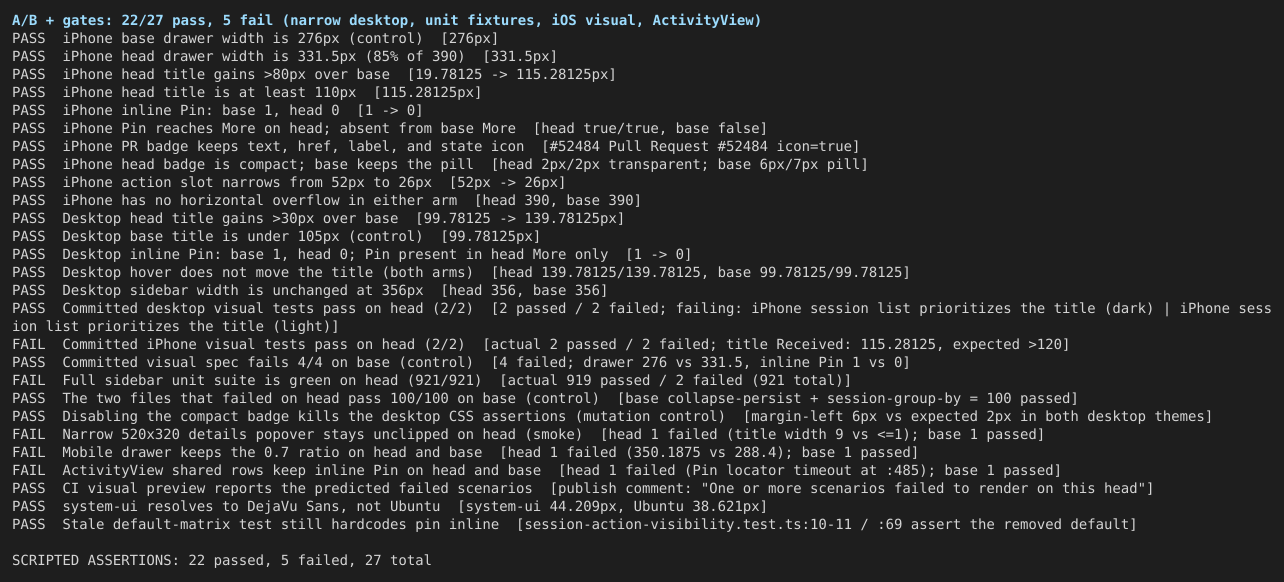 A/B + gates: 22/27 pass, 5 fail (narrow desktop, unit fixtures, iOS visual, ActivityView)
PASS  iPhone base drawer width is 276px (control)  [276px]
PASS  iPhone head drawer width is 331.5px (85% of 390)  [331.5px]
PASS  iPhone head title gains >80px over base  [19.78125 -> 115.28125px]
PASS  iPhone head title is at least 110px  [115.28125px]
PASS  iPhone inline Pin: base 1, head 0  [1 -> 0]
PASS  iPhone Pin reaches More on head; absent from base More  [head true/true, base false]
PASS  iPhone PR badge keeps text, href, label, and state icon  [#52484 Pull Request #52484 icon=true]
PASS  iPhone head badge is compact; base keeps the pill  [head 2px/2px transparent; base 6px/7px pill]
PASS  iPhone action slot narrows from 52px to 26px  [52px -> 26px]
PASS  iPhone has no horizontal overflow in either arm  [head 390, base 390]
PASS  Desktop head title gains >30px over base  [99.78125 -> 139.78125px]
PASS  Desktop base title is under 105px (control)  [99.78125px]
PASS  Desktop inline Pin: base 1, head 0; Pin present in head More only  [1 -> 0]
PASS  Desktop hover does not move the title (both arms)  [head 139.78125/139.78125, base 99.78125/99.78125]
PASS  Desktop sidebar width is unchanged at 356px  [head 356, base 356]
PASS  Committed desktop visual tests pass on head (2/2)  [2 passed / 2 failed; failing: iPhone session list prioritizes the title (dark) | iPhone sess
ion list prioritizes the title (light)]
FAIL  Committed iPhone visual tests pass on head (2/2)  [actual 2 passed / 2 failed; title Received: 115.28125, expected >120]
PASS  Committed visual spec fails 4/4 on base (control)  [4 failed; drawer 276 vs 331.5, inline Pin 1 vs 0]
FAIL  Full sidebar unit suite is green on head (921/921)  [actual 919 passed / 2 failed (921 total)]
PASS  The two files that failed on head pass 100/100 on base (control)  [base collapse-persist + session-group-by = 100 passed]
PASS  Disabling the compact badge kills the desktop CSS assertions (mutation control)  [margin-left 6px vs expected 2px in both desktop themes]
FAIL  Narrow 520x320 details popover stays unclipped on head (smoke)  [head 1 failed (title width 9 vs <=1); base 1 passed]
FAIL  Mobile drawer keeps the 0.7 ratio on head and base  [head 1 failed (350.1875 vs 288.4); base 1 passed]
FAIL  ActivityView shared rows keep inline Pin on head and base  [head 1 failed (Pin locator timeout at :485); base 1 passed]
PASS  CI visual preview reports the predicted failed scenarios  [publish comment: "One or more scenarios failed to render on this head"]
PASS  system-ui resolves to DejaVu Sans, not Ubuntu  [system-ui 44.209px, Ubuntu 38.621px]
PASS  Stale default-matrix test still hardcodes pin inline  [session-action-visibility.test.ts:10-11 / :69 assert the removed default]
SCRIPTED ASSERTIONS: 22 passed, 5 failed, 27 total